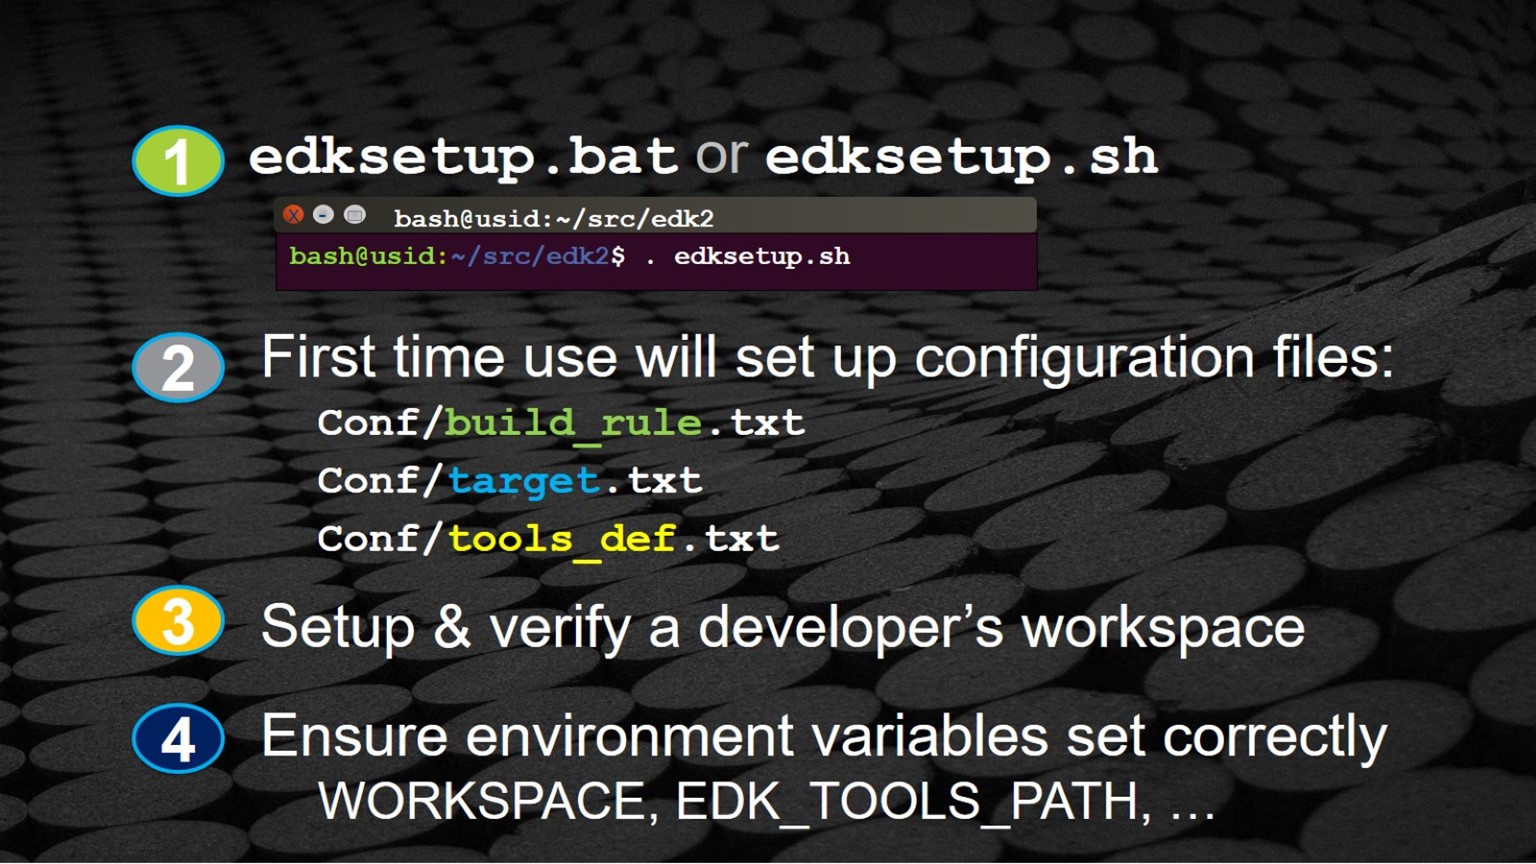 1 edksetup.bat or edksetup.sh
X - bash@usid:~/src/edk2
bash@usid:~/src/edk2$ . edksetup.sh
2 First time use will set up configuration files:
Conf/build_rule.txt
Conf/target.txt
Conf/tools_def.txt
3 Setup & verify a developer’s workspace
4 Ensure environment variables set correctly
WORKSPACE, EDK_TOOLS_PATH, …